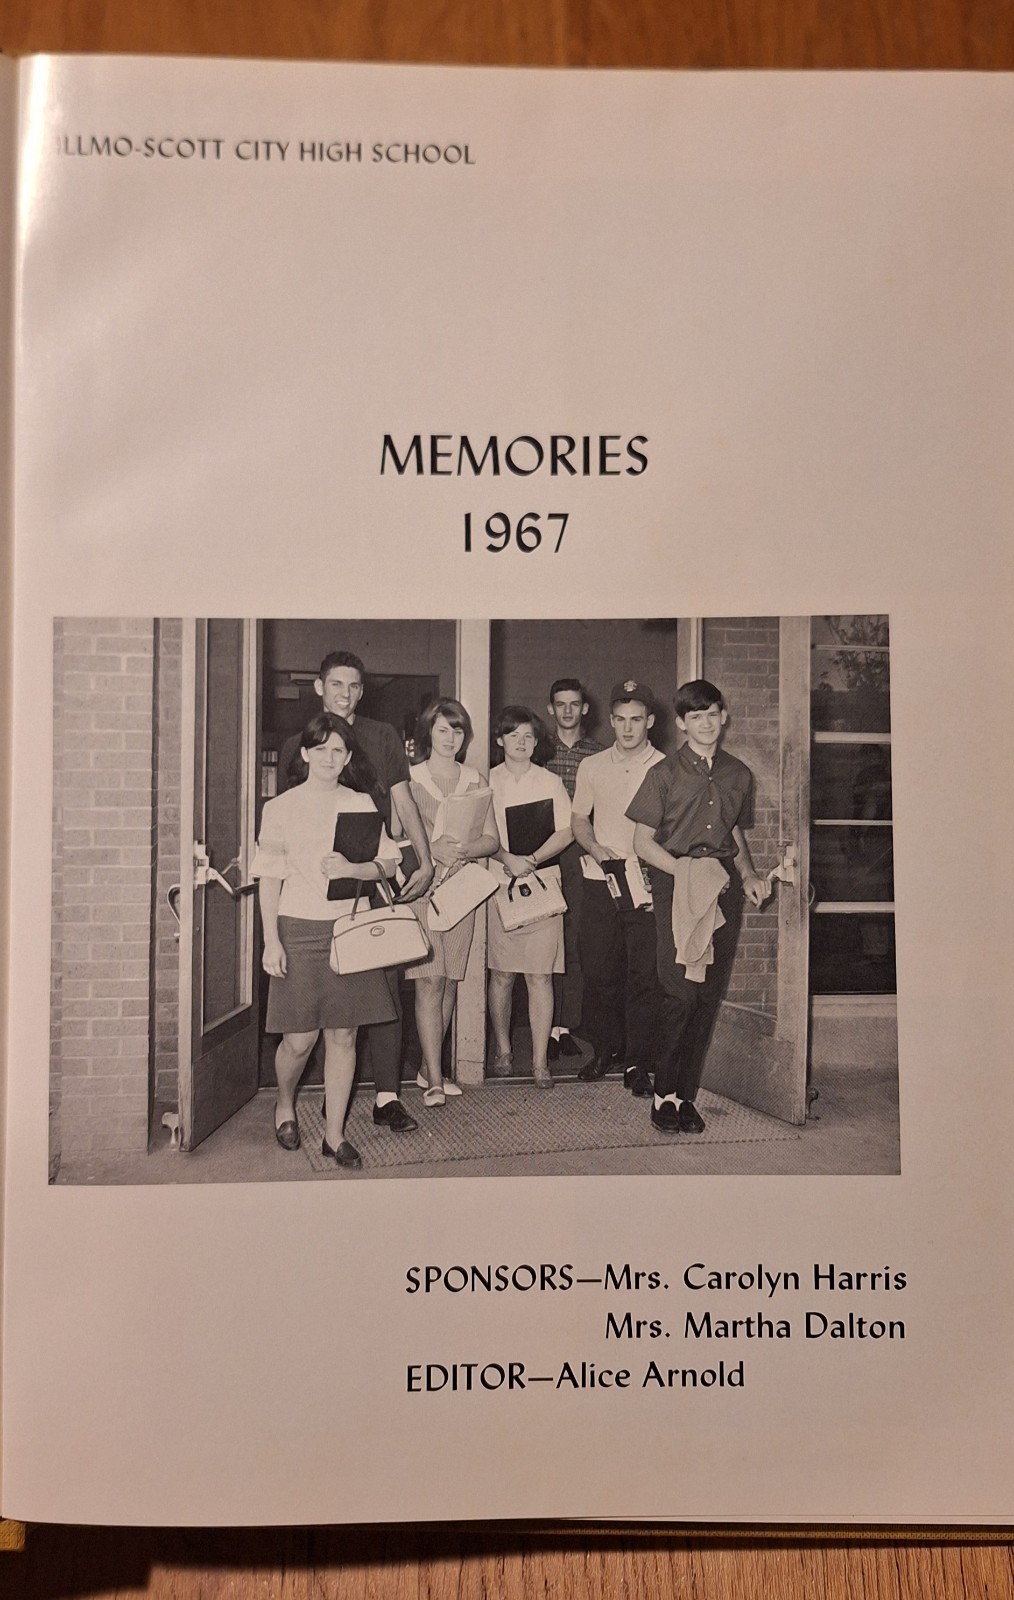 ILLMO-SCOTT CITY HIGH SCHOOL
MEMORIES
1967
SPONSORS—Mrs. Carolyn Harris
Mrs. Martha Dalton
EDITOR—Alice Arnold